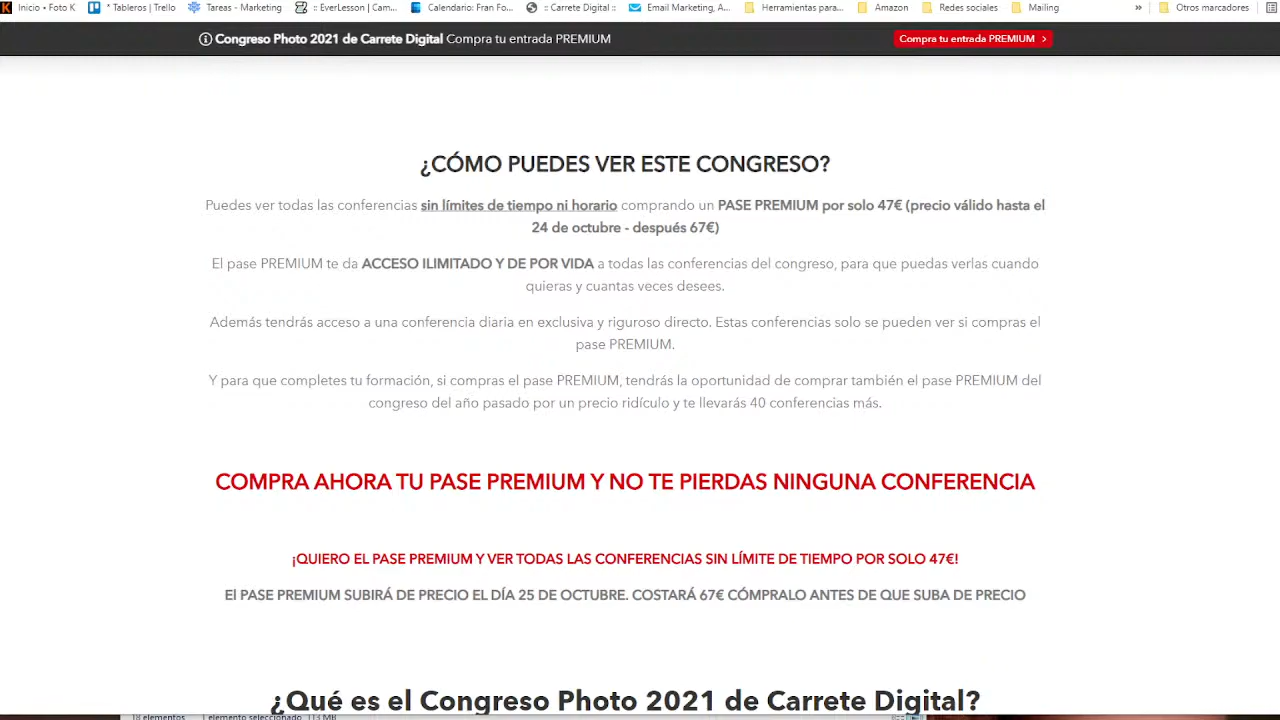 Inicio • Foto K * Tableros | Trello Tareas - Marketing :: EverLesson | Cam... Calendario: Fran Fo... :: Carrete Digital :: Email Marketing, A... Herramientas para... Amazon Redes sociales Mailing » Otros marcadores
Congreso Photo 2021 de Carrete Digital Compra tu entrada PREMIUM Compra tu entrada PREMIUM >
¿CÓMO PUEDES VER ESTE CONGRESO?
Puedes ver todas las conferencias sin límites de tiempo ni horario comprando un PASE PREMIUM por solo 47€ (precio válido hasta el
24 de octubre - después 67€)
El pase PREMIUM te da ACCESO ILIMITADO Y DE POR VIDA a todas las conferencias del congreso, para que puedas verlas cuando
quieras y cuantas veces desees.
Además tendrás acceso a una conferencia diaria en exclusiva y riguroso directo. Estas conferencias solo se pueden ver si compras el
pase PREMIUM.
Y para que completes tu formación, si compras el pase PREMIUM, tendrás la oportunidad de comprar también el pase PREMIUM del
congreso del año pasado por un precio ridículo y te llevarás 40 conferencias más.
COMPRA AHORA TU PASE PREMIUM Y NO TE PIERDAS NINGUNA CONFERENCIA
¡QUIERO EL PASE PREMIUM Y VER TODAS LAS CONFERENCIAS SIN LÍMITE DE TIEMPO POR SOLO 47€!
El PASE PREMIUM SUBIRÁ DE PRECIO EL DÍA 25 DE OCTUBRE. COSTARÁ 67€ CÓMPRALO ANTES DE QUE SUBA DE PRECIO
¿Qué es el Congreso Photo 2021 de Carrete Digital?
18 elementos 1 elemento seleccionado 113 MB